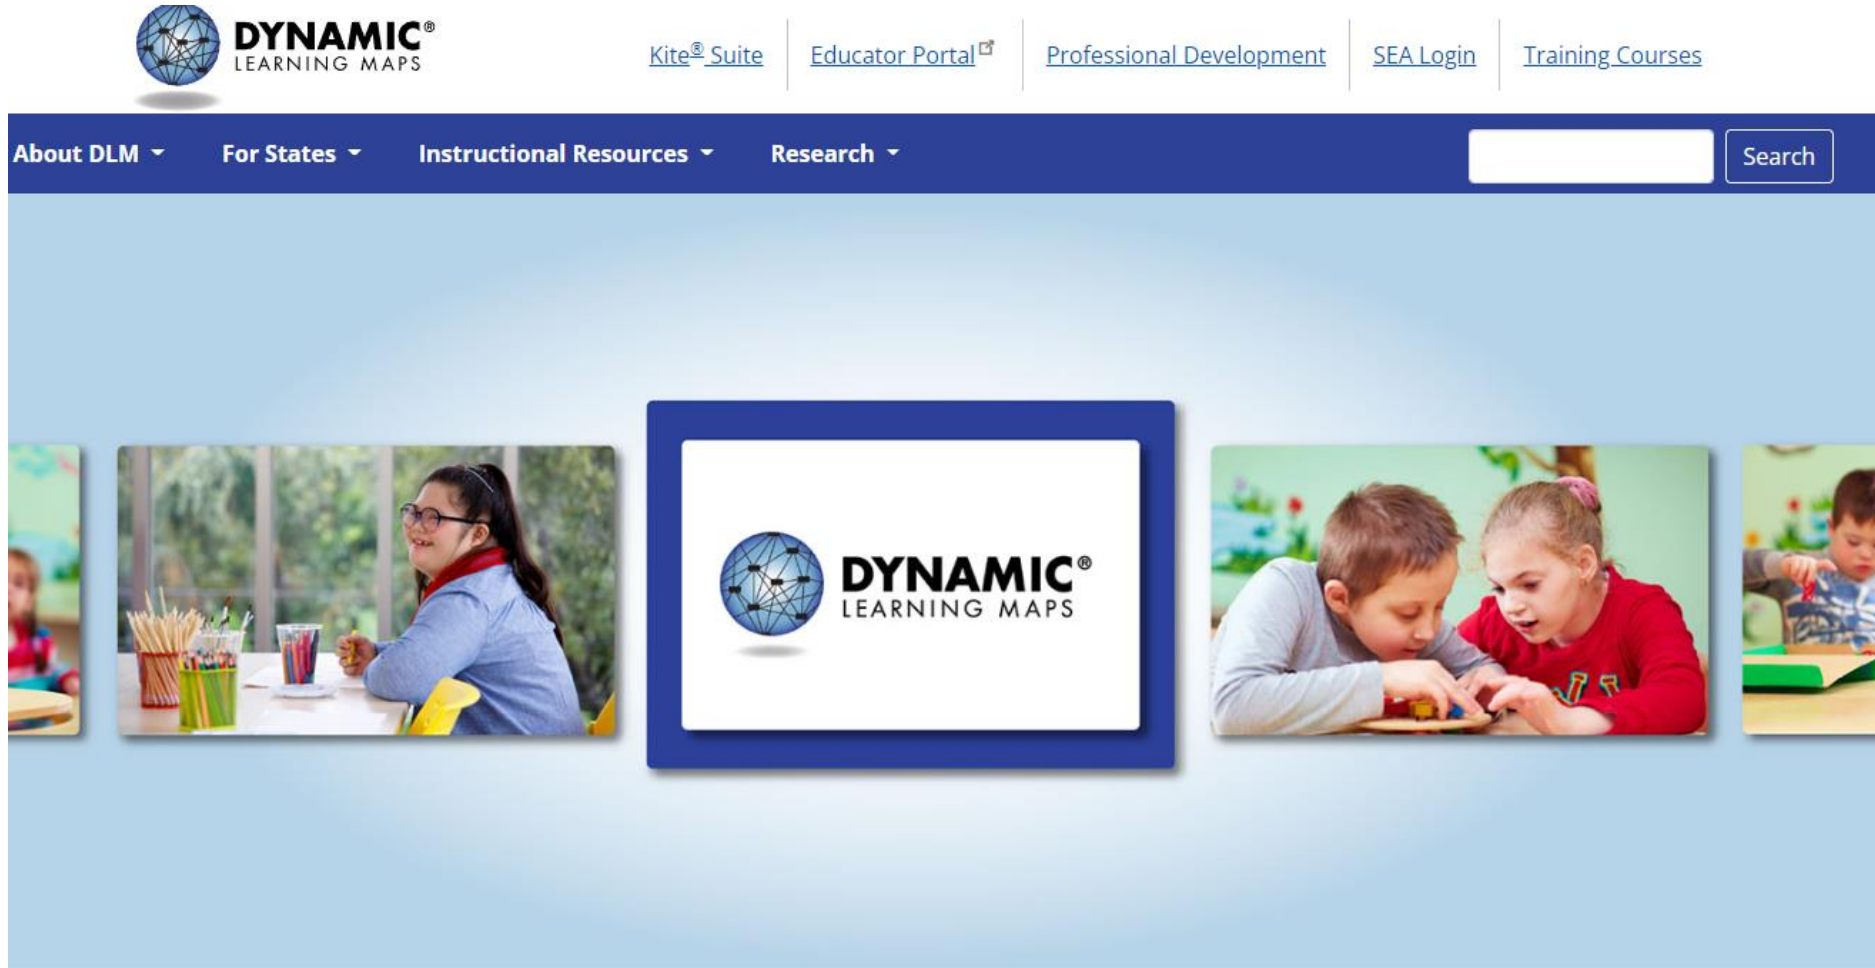 DYNAMIC®
LEARNING MAPS
Kite® Suite
Educator Portal
Professional Development
SEA Login
Training Courses
About DLM
For States
Instructional Resources
Research
Search
DYNAMIC®
LEARNING MAPS